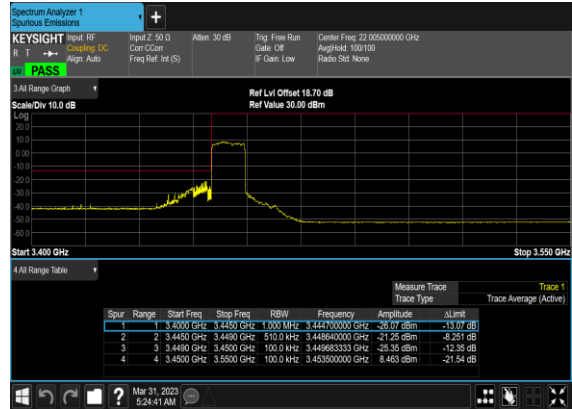 Spectrum Analyzer 1
Spurious Emissions
+
KEYSIGHT Input: RF Input Z: 50 Ω Atten: 30 dB Trig: Free Run Center Freq: 22.005000000 GHz
R T Coupling: DC Corr CCorr Gate: Off Avg|Hold: 100/100
Align: Auto Freq Ref: Int (S) IF Gain: Low Radio Std: None
PASS
3 All Range Graph
Ref Lvl Offset 18.70 dB
Scale/Div 10.0 dB Ref Value 30.00 dBm
Log
20.0
10.0
0.00
-10.0
-20.0
-30.0
-40.0
-50.0
-60.0
Start 3.400 GHz Stop 3.550 GHz
4 All Range Table
Measure Trace Trace 1
Trace Type Trace Average (Active)
Spur Range Start Freq Stop Freq RBW Frequency Amplitude ΔLimit
1 1 3.4000 GHz 3.4450 GHz 1.000 MHz 3.444700000 GHz -26.07 dBm -13.07 dB
2 2 3.4450 GHz 3.4490 GHz 510.0 kHz 3.448640000 GHz -21.25 dBm -8.251 dB
3 3 3.4490 GHz 3.4500 GHz 100.0 kHz 3.449683333 GHz -25.35 dBm -12.35 dB
4 4 3.4500 GHz 3.5500 GHz 100.0 kHz 3.453500000 GHz 8.463 dBm -21.54 dB
?
Mar 31, 2023
5:24:41 AM